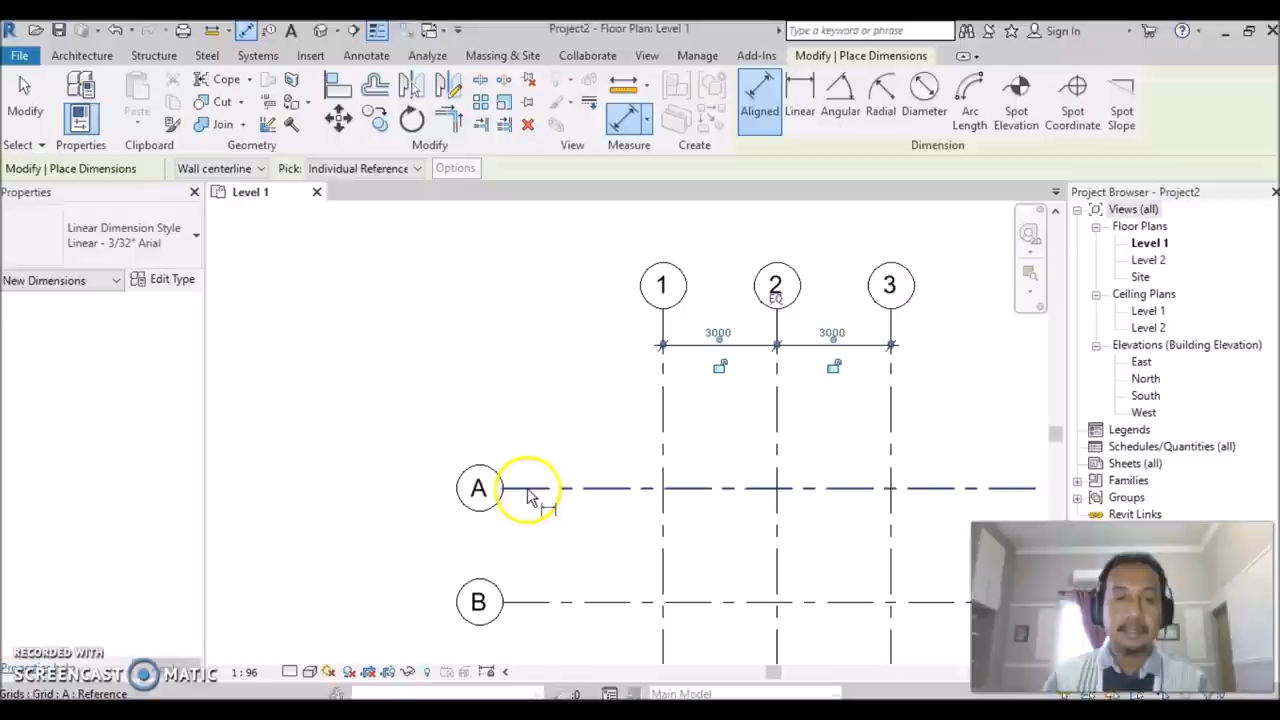 Project2 - Floor Plan: Level 1
Type a keyword or phrase
Sign In
File Architecture Structure Steel Systems Insert Annotate Analyze Massing & Site Collaborate View Manage Add-Ins Modify | Place Dimensions
Modify
Paste
Cope
Cut
Join
Aligned Linear Angular Radial Diameter Arc Length Spot Elevation Spot Coordinate Spot Slope
Select Properties Clipboard Geometry Modify View Measure Create Dimension
Modify | Place Dimensions Wall centerline Pick: Individual Reference Options
Properties
Level 1
Project Browser - Project2
Linear Dimension Style
Linear - 3/32" Arial
New Dimensions Edit Type
Views (all)
Floor Plans
Level 1
Level 2
Site
Ceiling Plans
Level 1
Level 2
Elevations (Building Elevation)
East
North
South
West
Legends
Schedules/Quantities (all)
Sheets (all)
Families
Groups
Revit Links
2D
1 2 3
EQ
3000 3000
A
B
RECORDED WITH
SCREENCAST MATIC
1 : 96
Grids : Grid : A : Reference
:0
Main Model